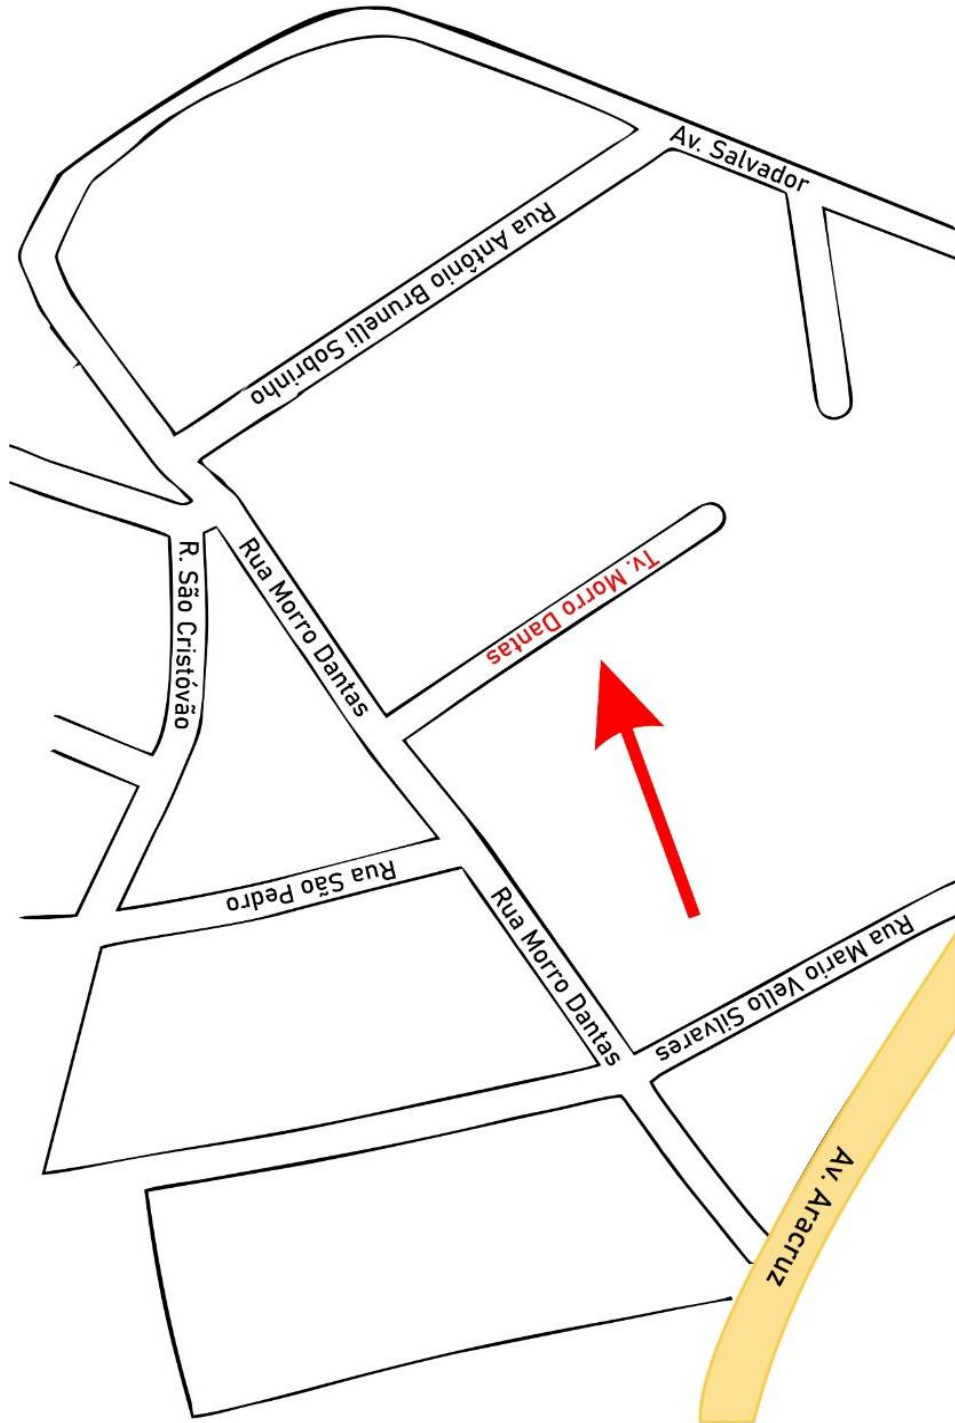 Av. Salvador
Rua Antônio Brunelli Sobrinho
R. São Cristóvão
Rua Morro Dantas
Tv. Morro Dantas
Rua São Pedro
Rua Morro Dantas
Rua Mario Vello Silvares
Av. Aracruz